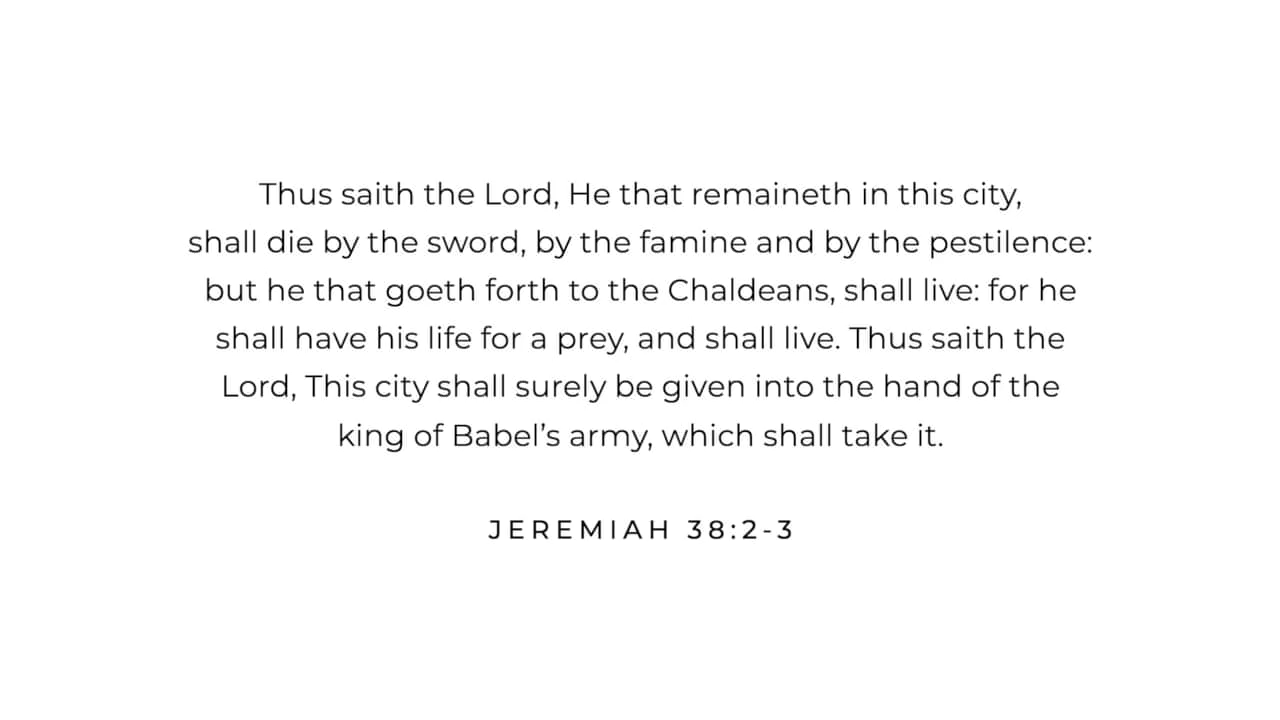 Thus saith the Lord, He that remaineth in this city,
shall die by the sword, by the famine and by the pestilence:
but he that goeth forth to the Chaldeans, shall live: for he
shall have his life for a prey, and shall live. Thus saith the
Lord, This city shall surely be given into the hand of the
king of Babel’s army, which shall take it.
JEREMIAH 38:2-3